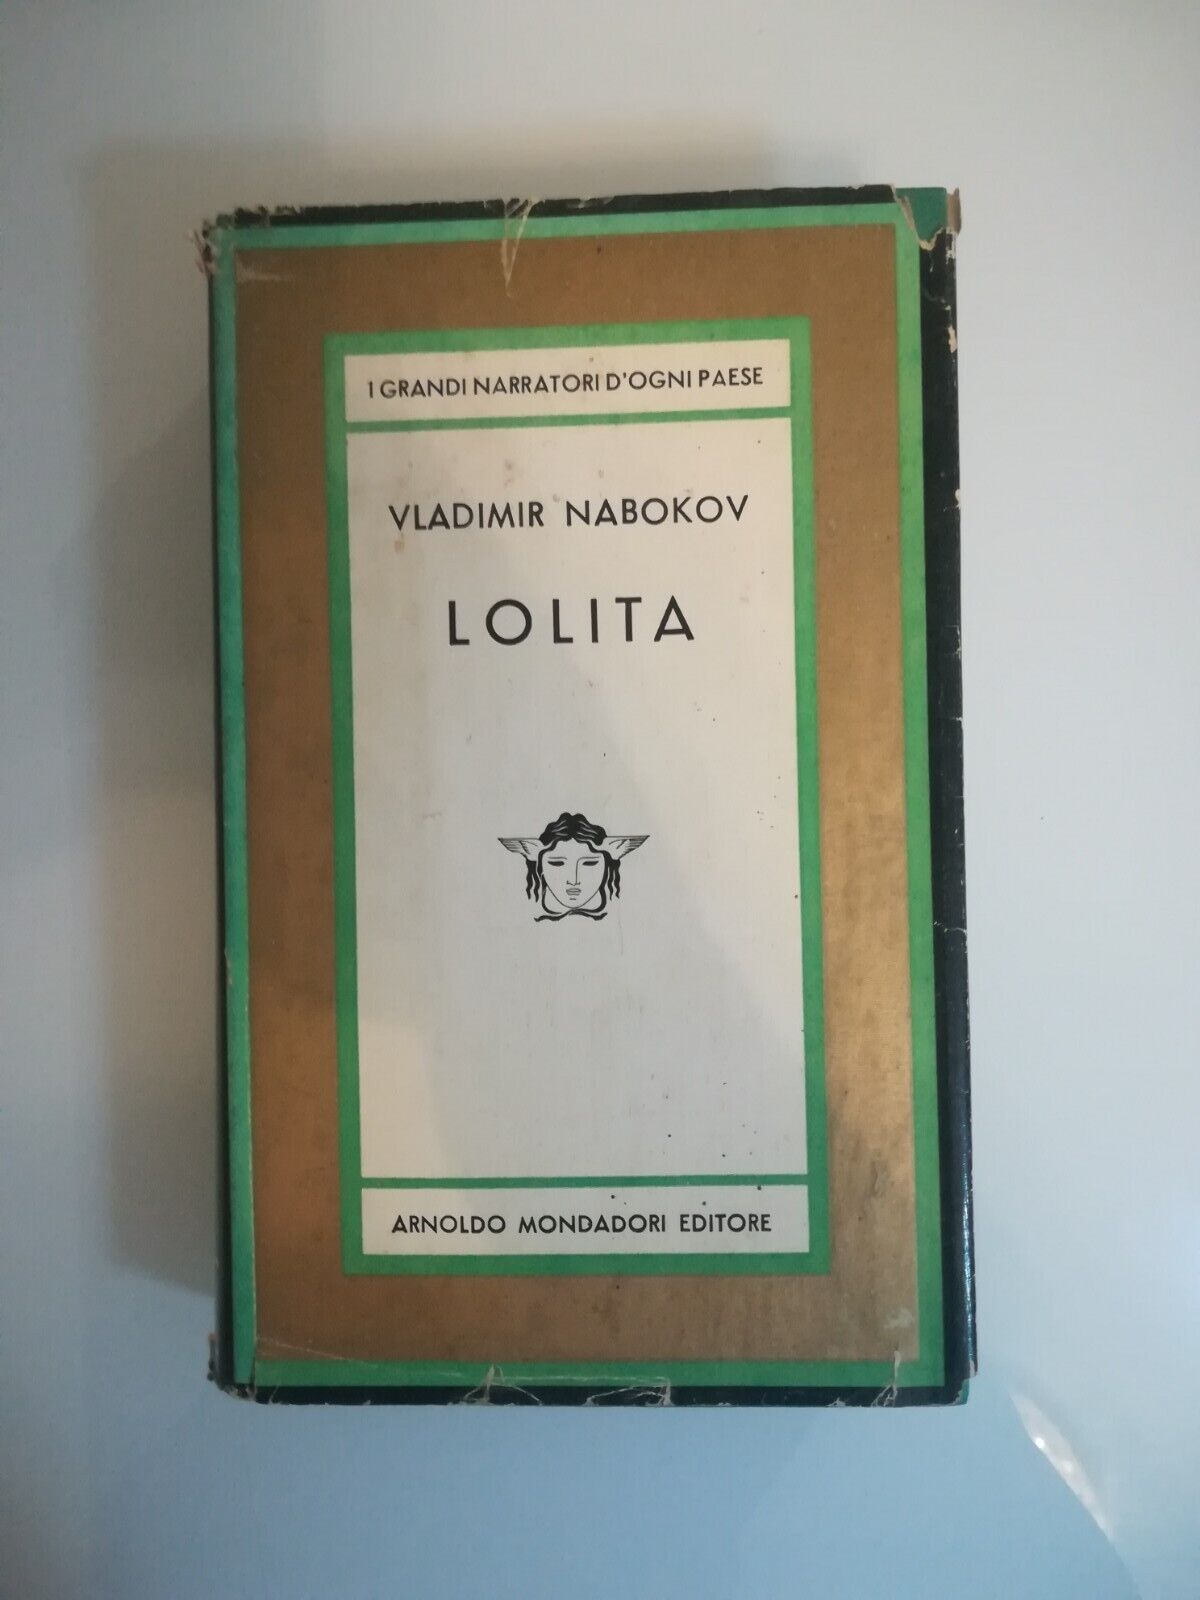 I GRANDI NARRATORI D'OGNI PAESE
VLADIMIR NABOKOV
LOLITA
ARNOLDO MONDADORI EDITORE